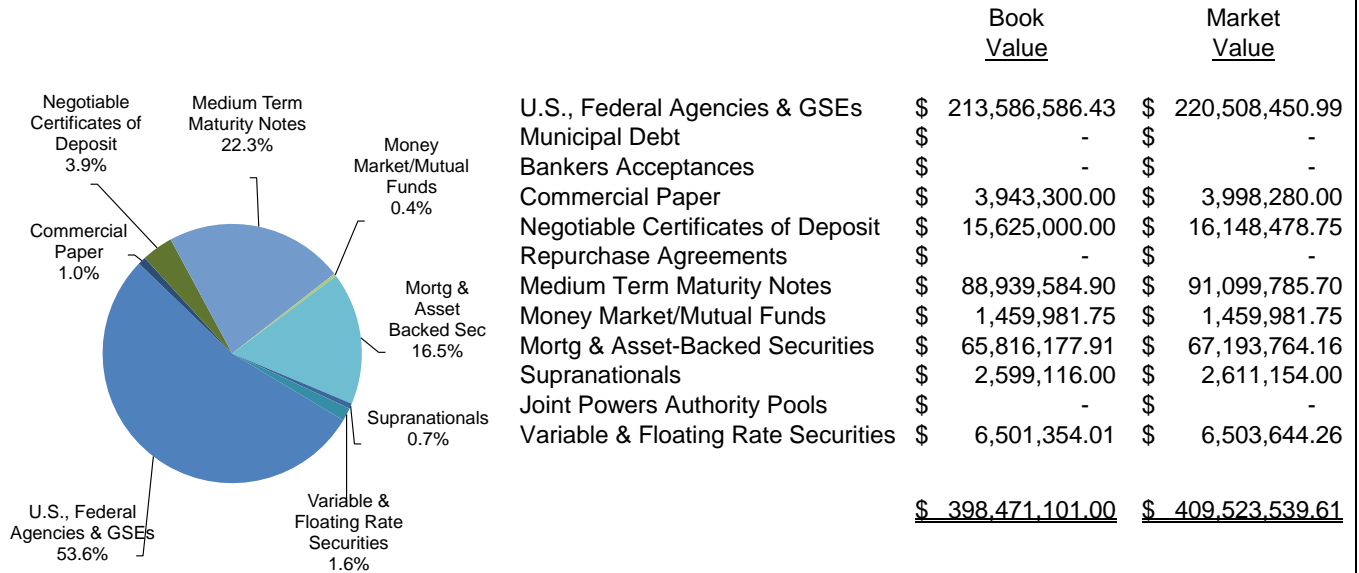 Negotiable
Certificates of
Deposit
3.9%
Medium Term
Maturity Notes
22.3%
Money
Market/Mutual
Funds
0.4%
Commercial
Paper
1.0%
Mortg &
Asset
Backed Sec
16.5%
Supranationals
0.7%
Variable &
Floating Rate
Securities
1.6%
U.S., Federal
Agencies & GSEs
53.6%
Book Market
Value Value
U.S., Federal Agencies & GSEs $ 213,586,586.43 $ 220,508,450.99
Municipal Debt $ - $ -
Bankers Acceptances $ - $ -
Commercial Paper $ 3,943,300.00 $ 3,998,280.00
Negotiable Certificates of Deposit $ 15,625,000.00 $ 16,148,478.75
Repurchase Agreements $ - $ -
Medium Term Maturity Notes $ 88,939,584.90 $ 91,099,785.70
Money Market/Mutual Funds $ 1,459,981.75 $ 1,459,981.75
Mortg & Asset-Backed Securities $ 65,816,177.91 $ 67,193,764.16
Supranationals $ 2,599,116.00 $ 2,611,154.00
Joint Powers Authority Pools $ - $ -
Variable & Floating Rate Securities $ 6,501,354.01 $ 6,503,644.26
$ 398,471,101.00 $ 409,523,539.61